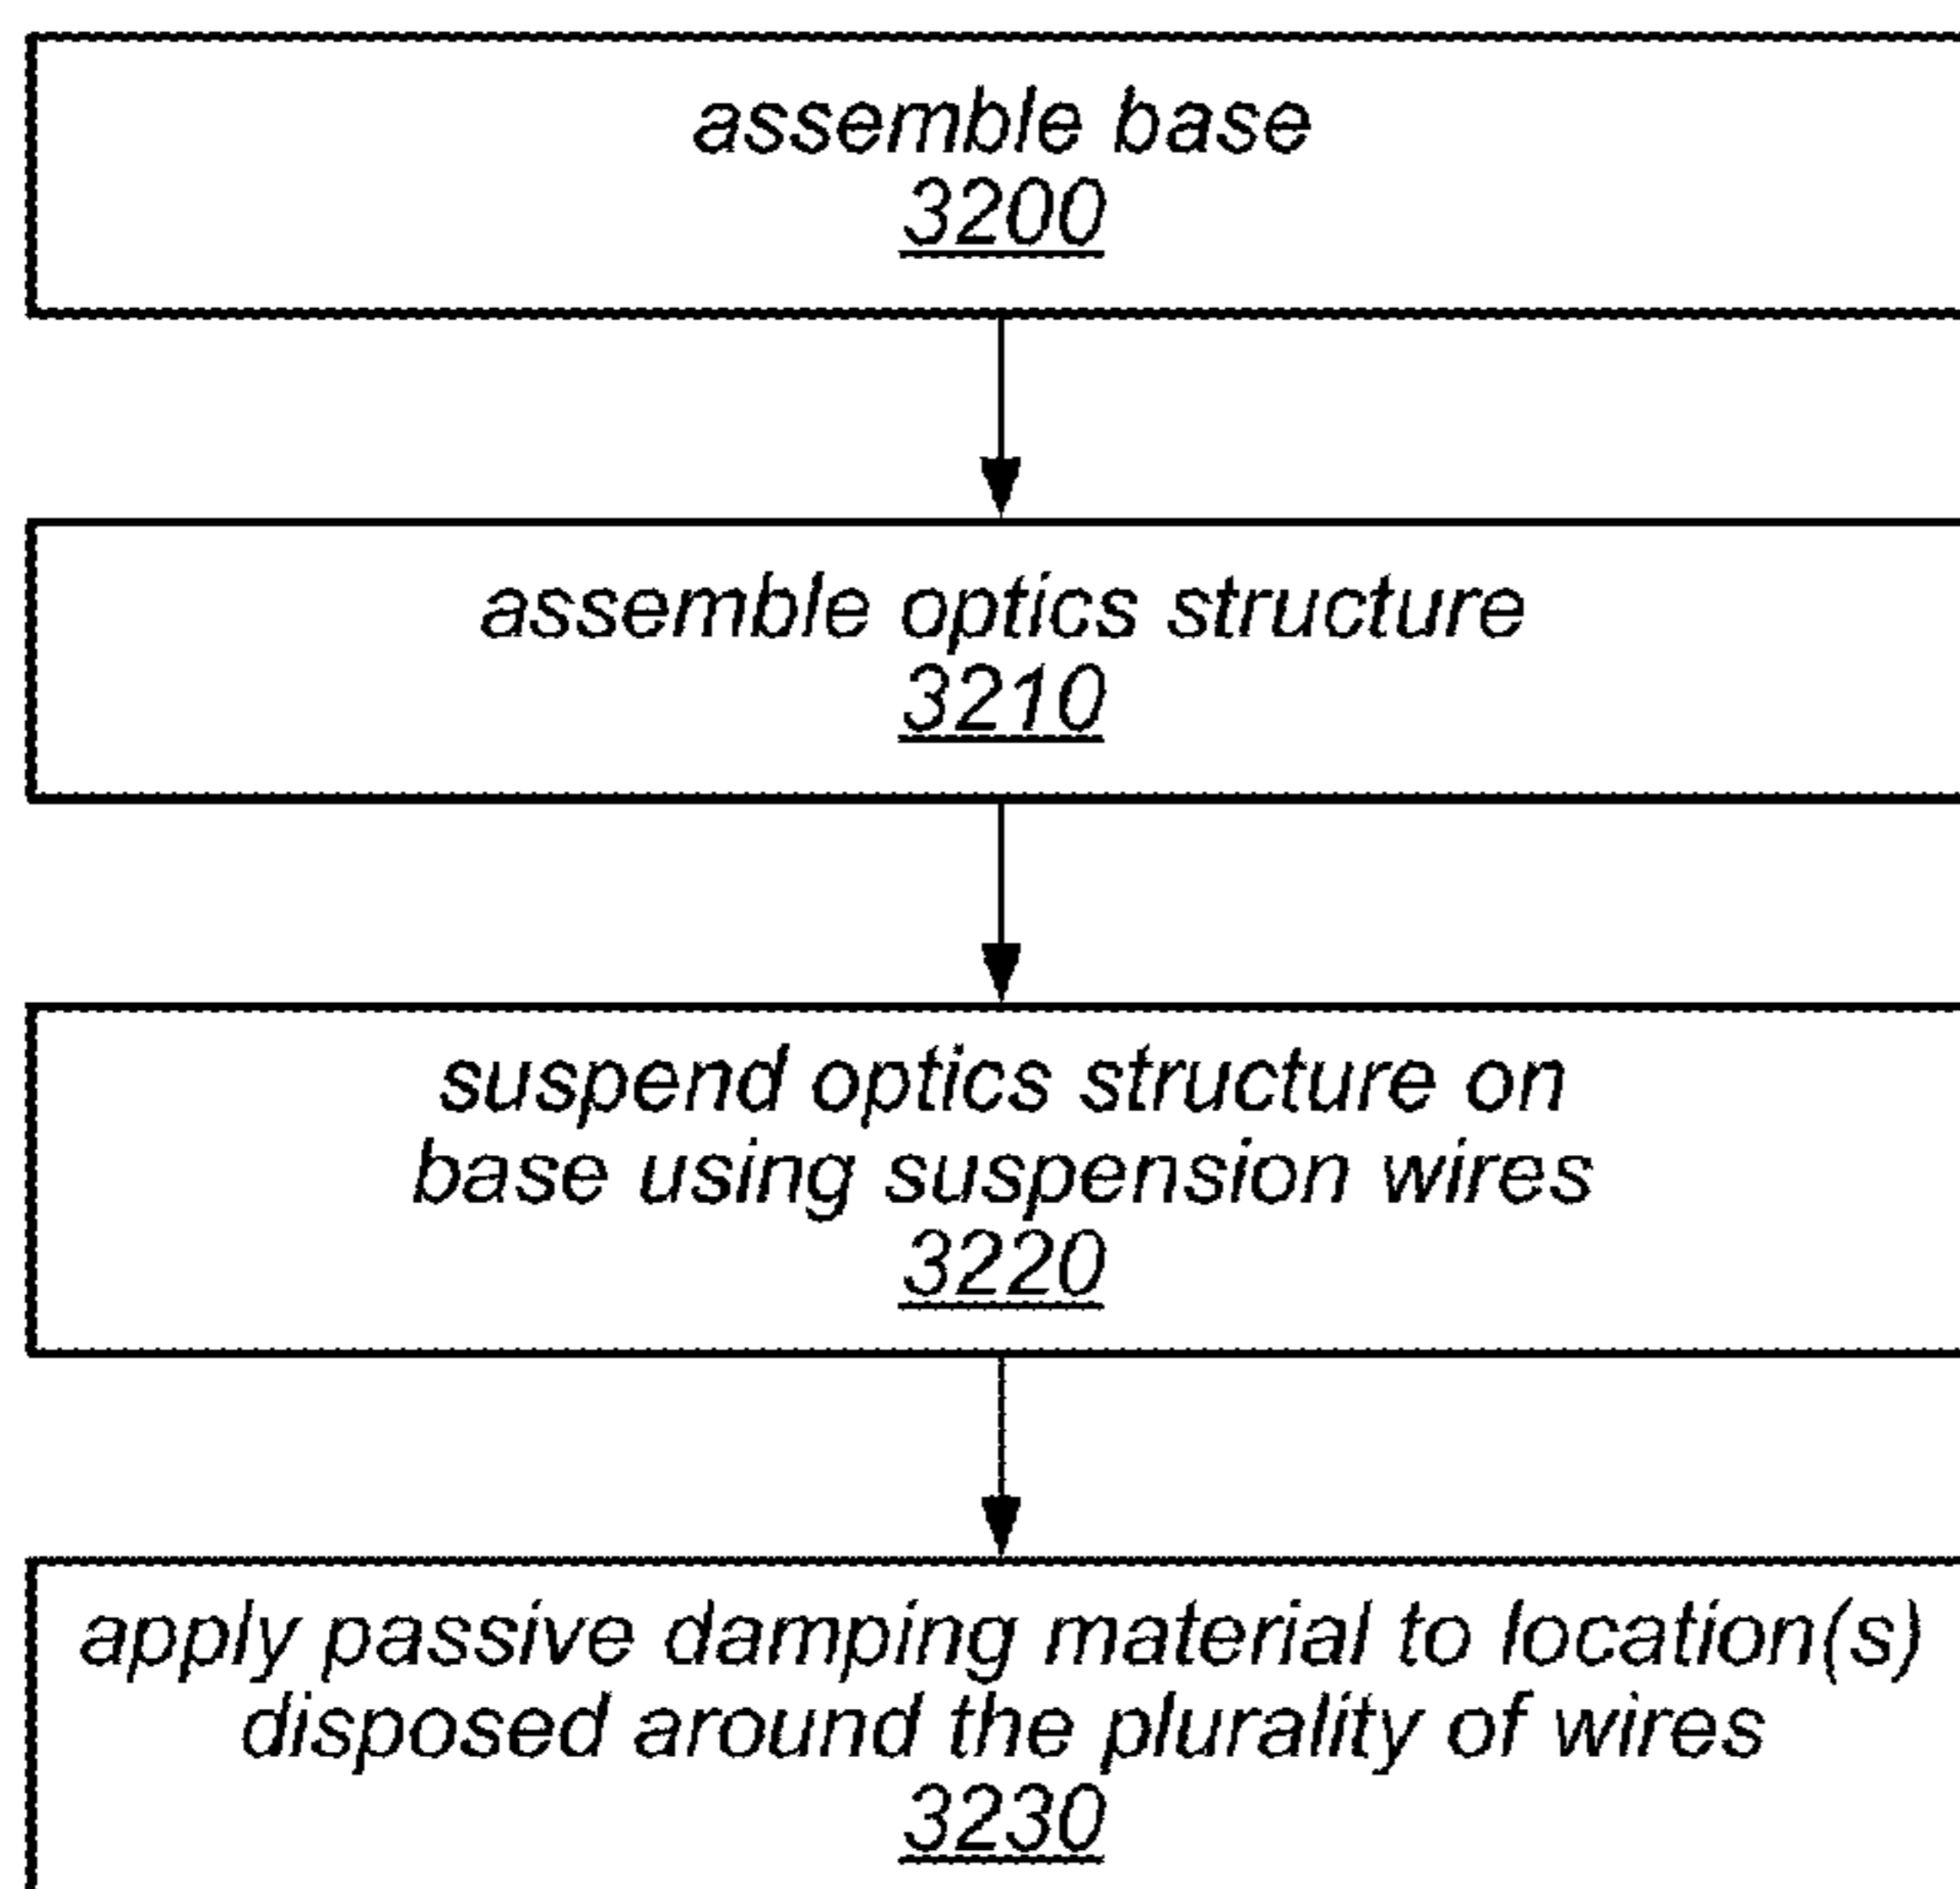 assemble base
3200
assemble optics structure
3210
suspend optics structure on
base using suspension wires
3220
apply passive damping material to location(s)
disposed around the plurality of wires
3230